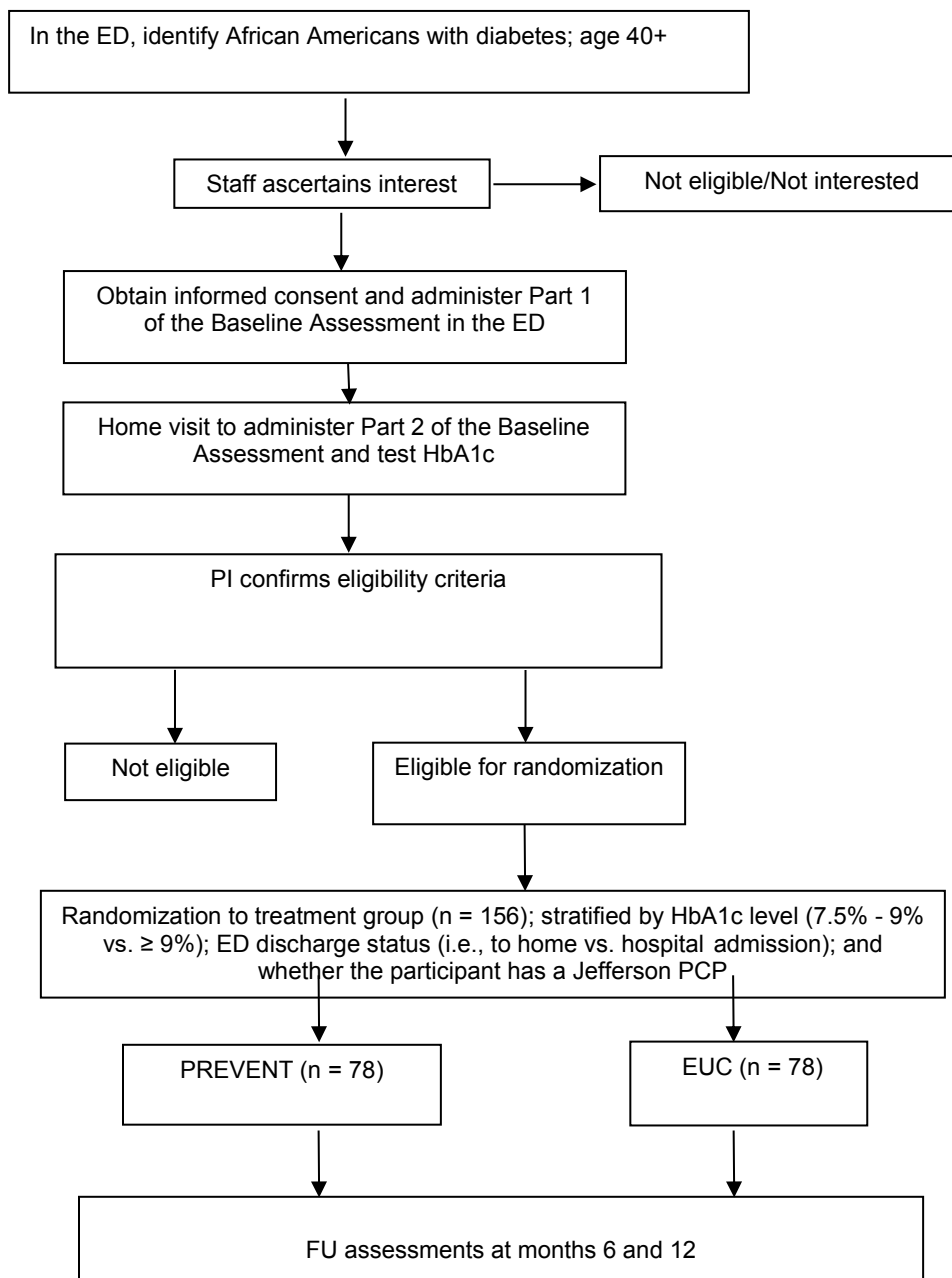 In the ED, identify African Americans with diabetes; age 40+
Staff ascertains interest
Not eligible/Not interested
Obtain informed consent and administer Part 1
of the Baseline Assessment in the ED
Home visit to administer Part 2 of the Baseline
Assessment and test HbA1c
PI confirms eligibility criteria
Not eligible
Eligible for randomization
Randomization to treatment group (n = 156); stratified by HbA1c level (7.5% - 9%
vs. ≥ 9%); ED discharge status (i.e., to home vs. hospital admission); and
whether the participant has a Jefferson PCP
PREVENT (n = 78)
EUC (n = 78)
FU assessments at months 6 and 12